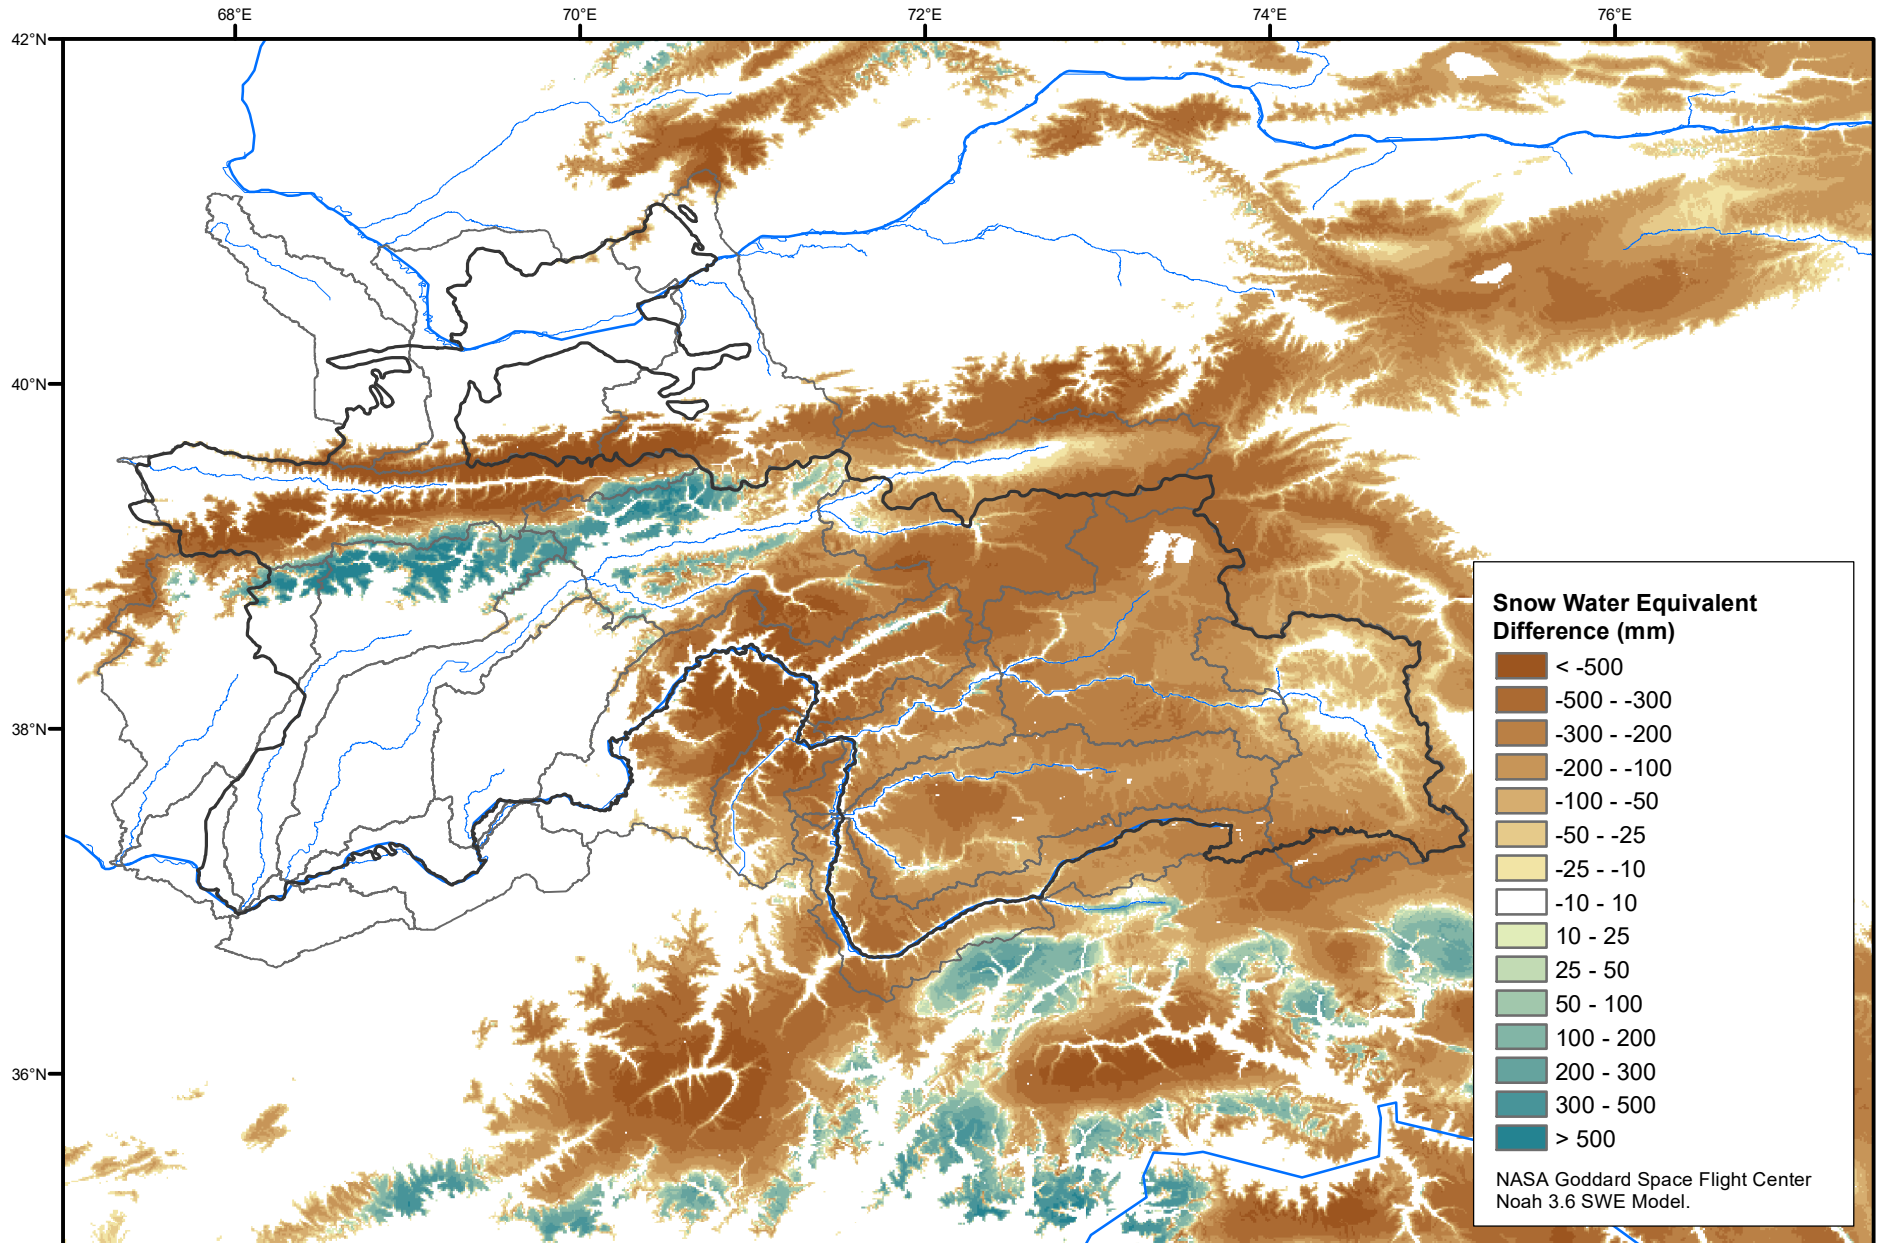 68°E
70°E
72°E
74°E
76°E
42°N
40°N
38°N
36°N
Snow Water Equivalent
Difference (mm)
< -500
-500 - -300
-300 - -200
-200 - -100
-100 - -50
-50 - -25
-25 - -10
-10 - 10
10 - 25
25 - 50
50 - 100
100 - 200
200 - 300
300 - 500
> 500
NASA Goddard Space Flight Center
Noah 3.6 SWE Model.